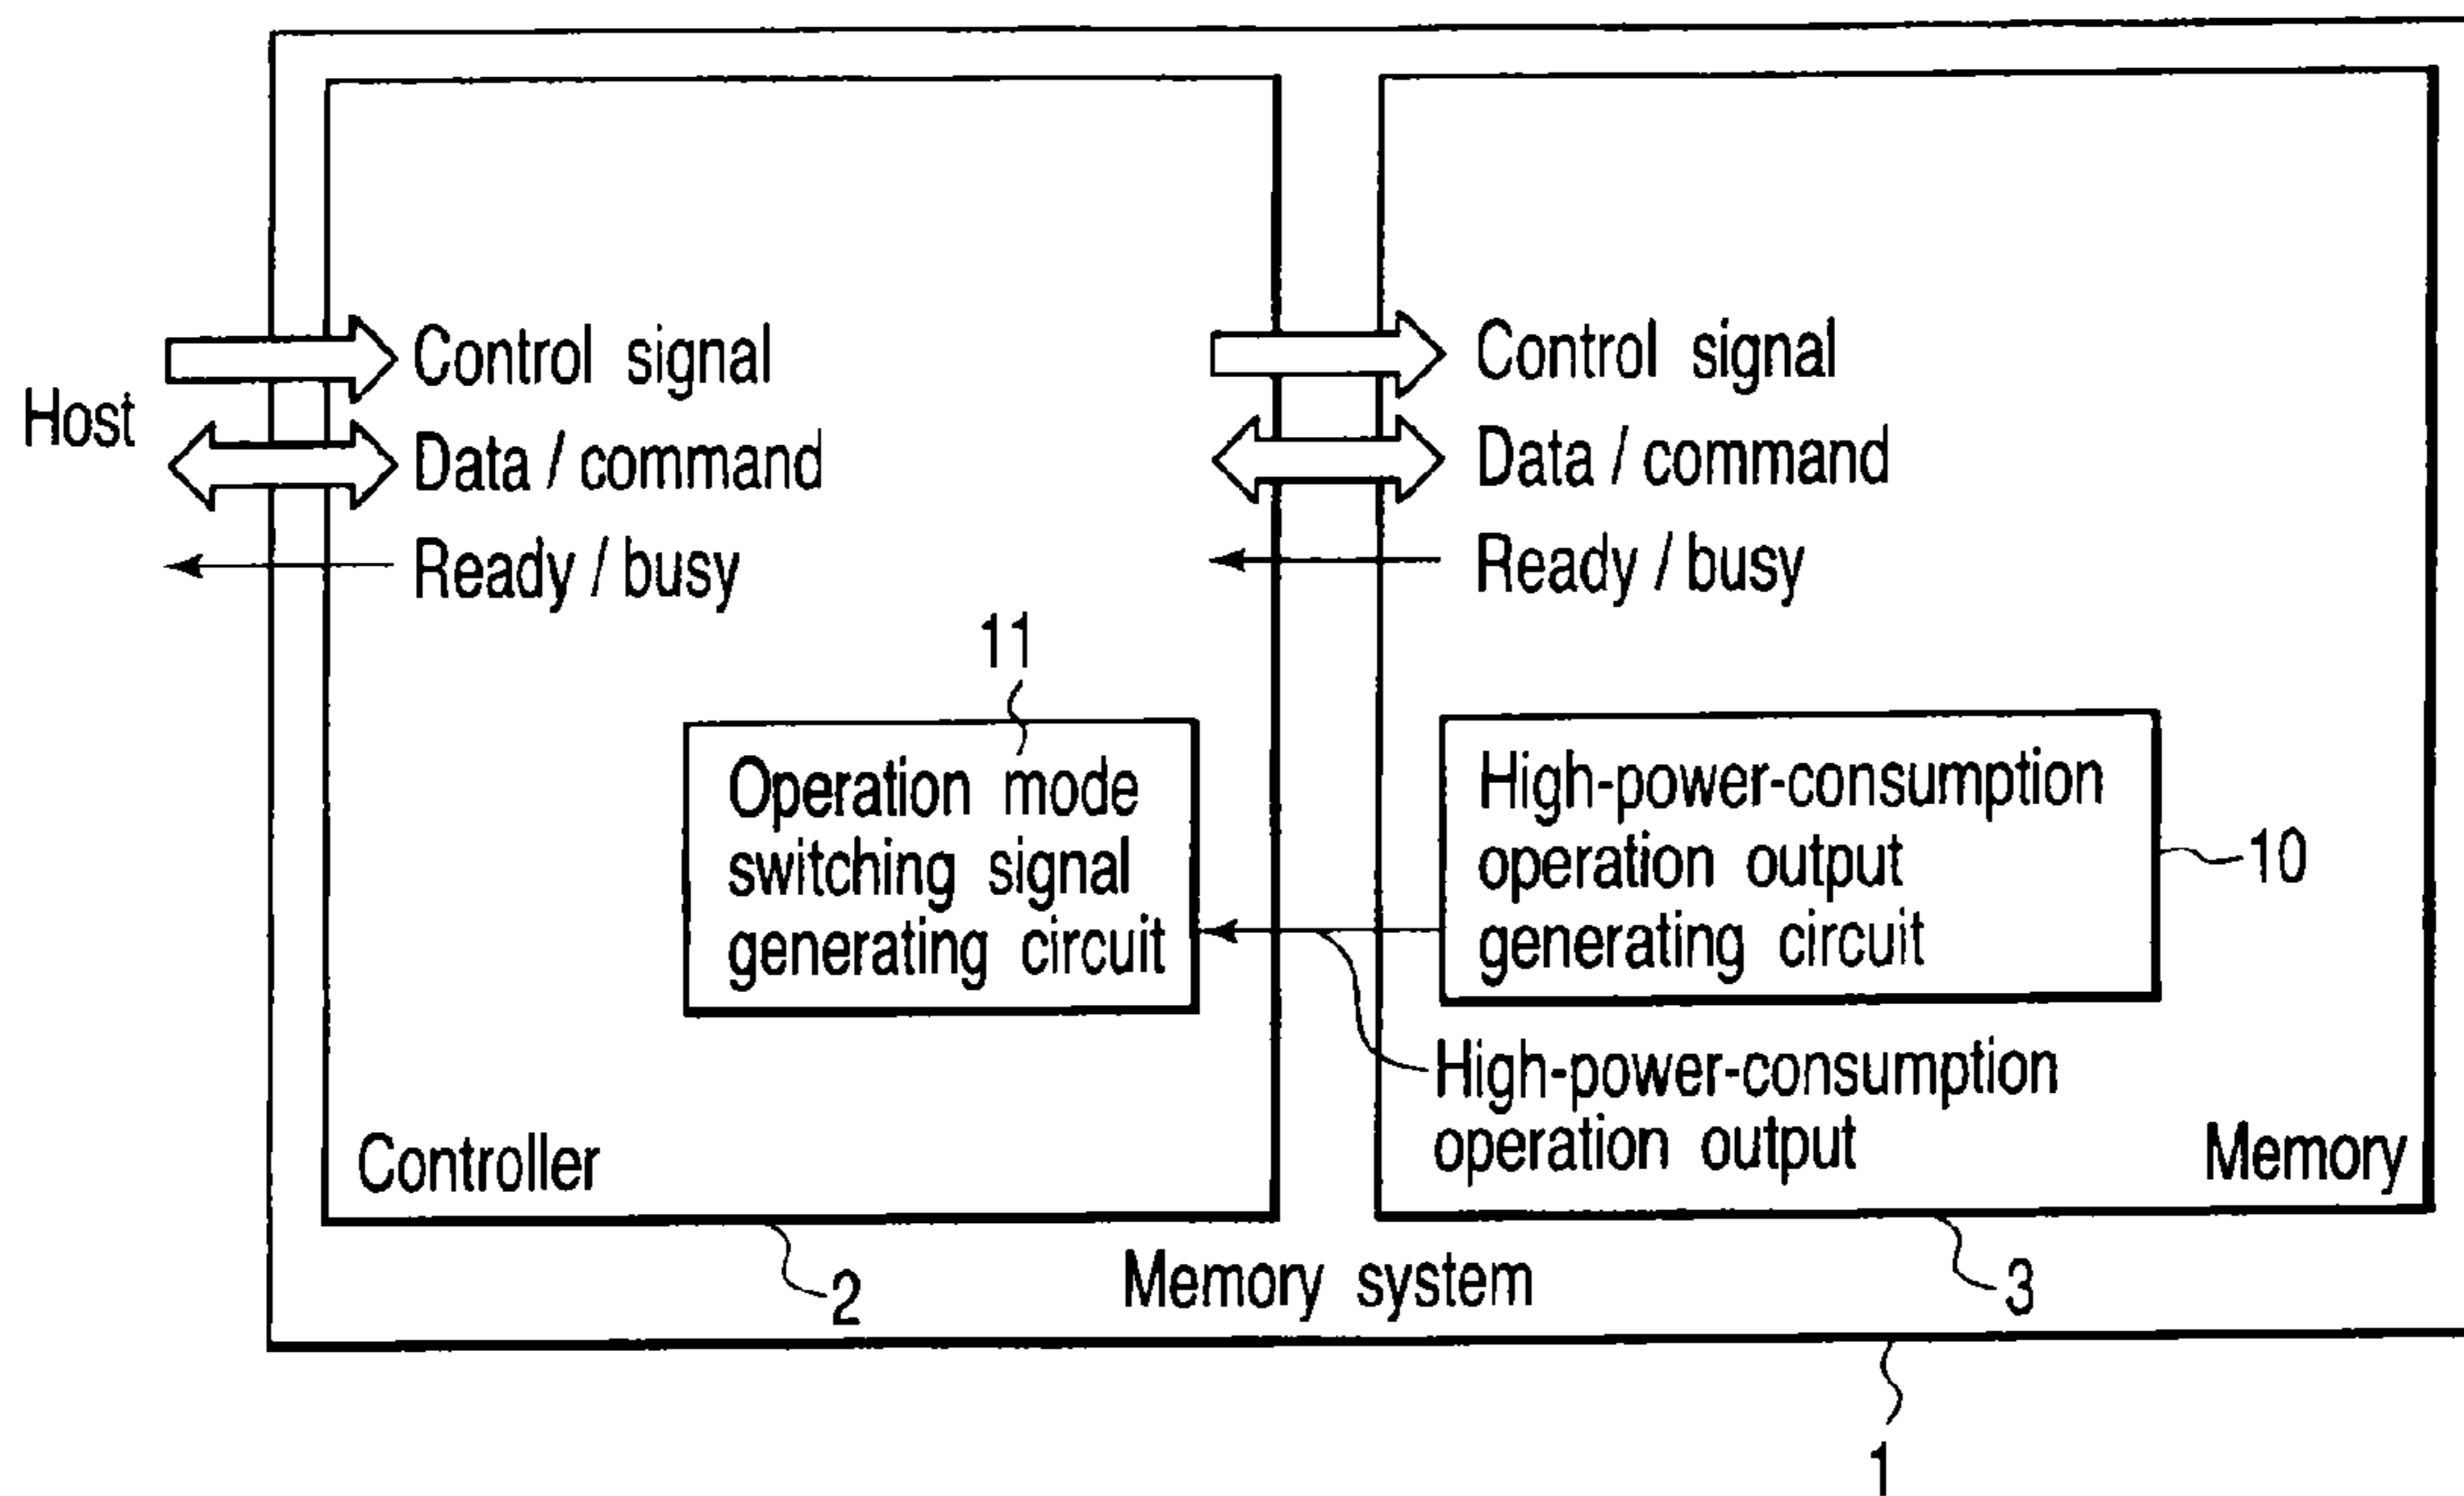 Host
Control signal
Data / command
Ready / busy
Control signal
Data / command
Ready / busy
11
Operation mode
switching signal
generating circuit
High-power-consumption
operation output
generating circuit
10
High-power-consumption
operation output
Controller
Memory
2
Memory system
3
1